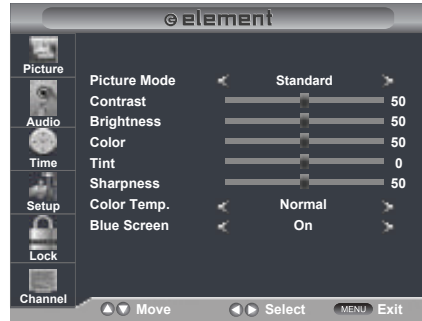 element
Picture
Audio
Time
Setup
Lock
Channel
Picture Mode Standard
Contrast 50
Brightness 50
Color 50
Tint 0
Sharpness 50
Color Temp. Normal
Blue Screen On
Move Select MENU Exit